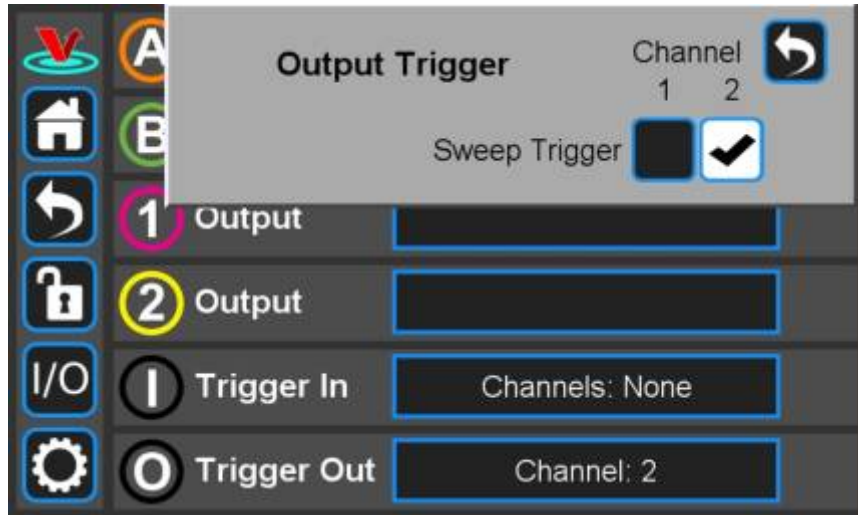 A
Output Trigger
Channel
1 2
B
Sweep Trigger
1 Output
2 Output
I/O
I Trigger In Channels: None
O Trigger Out Channel: 2